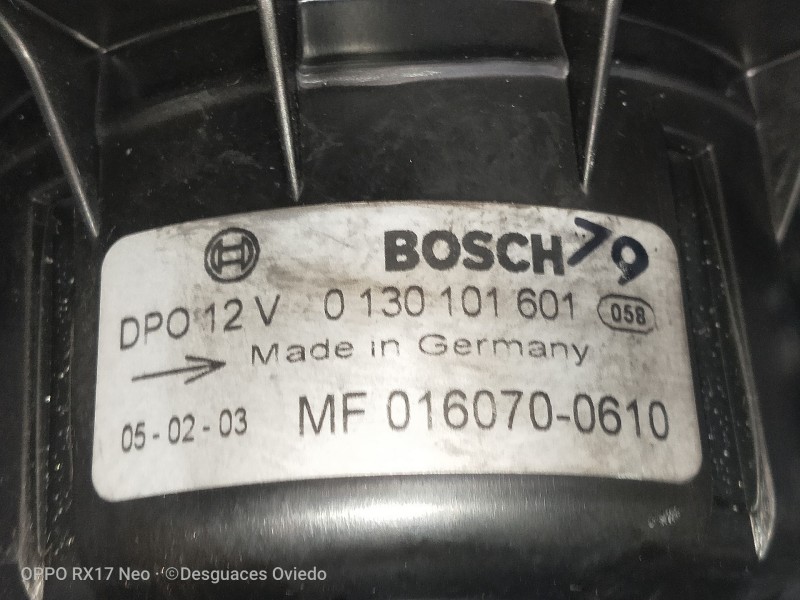 BOSCH 79
DPO 12 V 0 130 101 601 058
Made in Germany
05-02-03 MF 016070-0610
OPPO RX17 Neo · ©Desguaces Oviedo